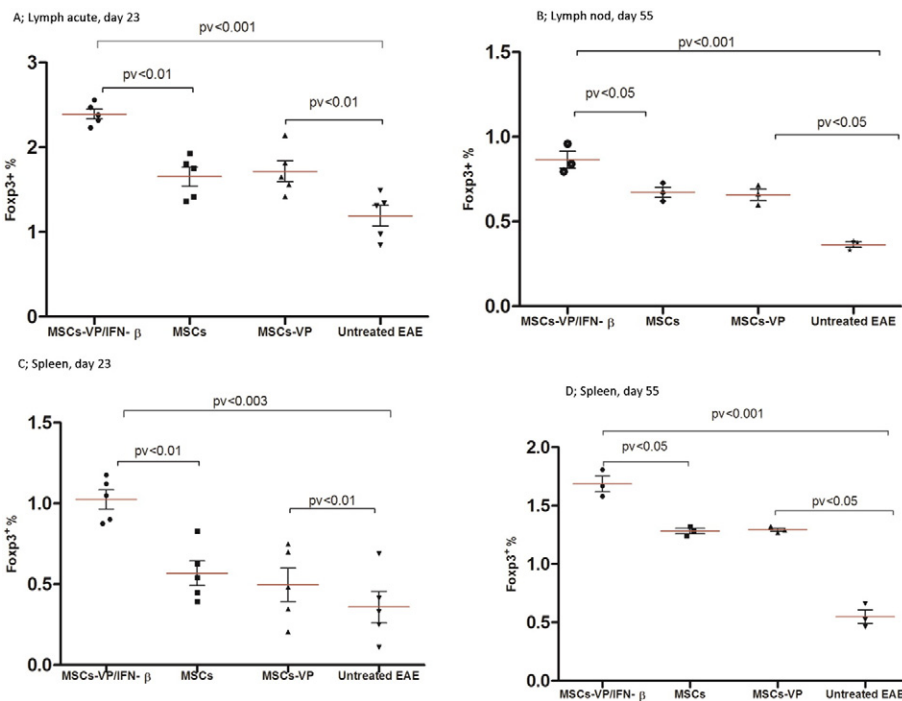 A; Lymph acute, day 23
pv<0.001
pv<0.01
pv<0.01
Foxp3+ %
3
2
1
0
MSCs-VP/IFN- β MSCs MSCs-VP Untreated EAE
B; Lymph nod, day 55
pv<0.001
pv<0.05
pv<0.05
Foxp3+ %
1.5
1.0
0.5
0.0
MSCs-VP/IFN- β MSCs MSCs-VP Untreated EAE
C; Spleen, day 23
pv<0.003
pv<0.01
pv<0.01
Foxp3+ %
1.5
1.0
0.5
0.0
MSCs-VP/IFN- β MSCs MSCs-VP Untreated EAE
D; Spleen, day 55
pv<0.001
pv<0.05
pv<0.05
Foxp3+ %
2.0
1.5
1.0
0.5
0.0
MSCs-VP/IFN- β MSCs MSCs-VP Untreated EAE